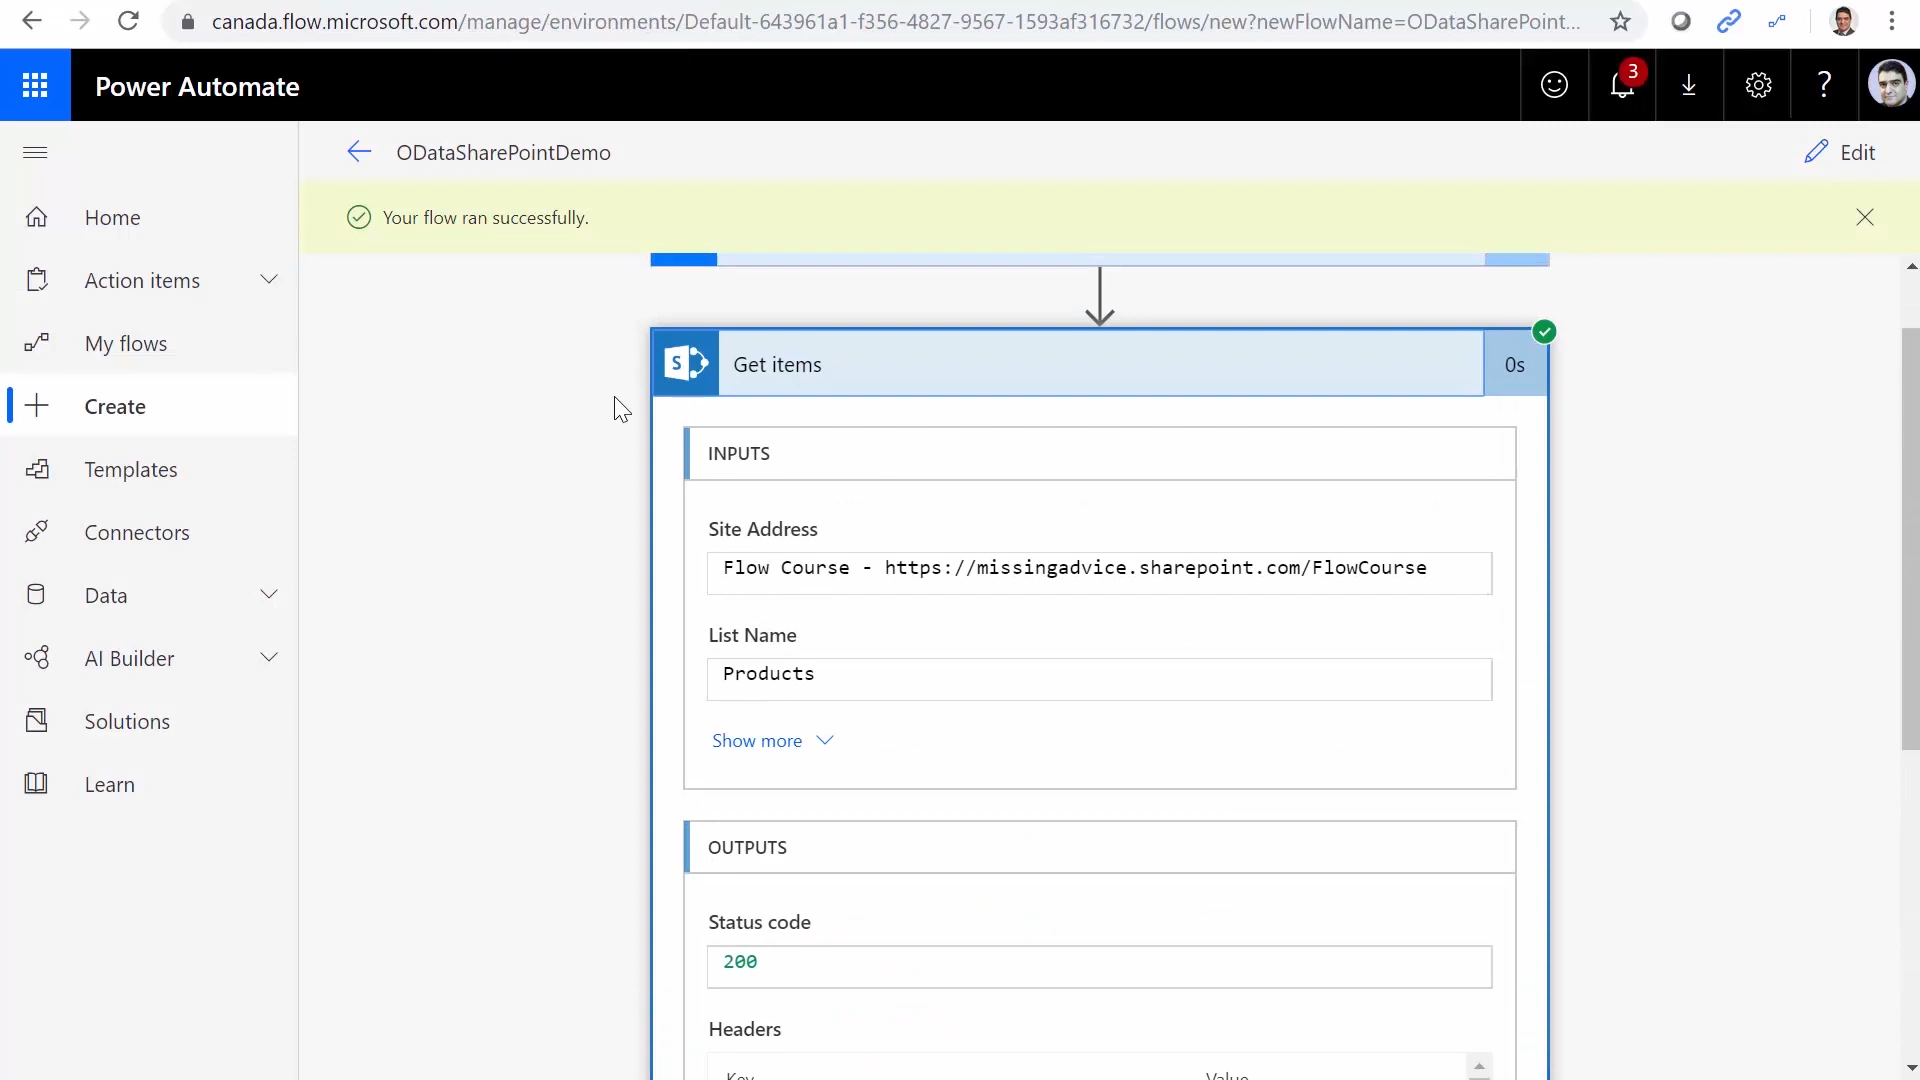 canada.flow.microsoft.com/manage/environments/Default-643961a1-f356-4827-9567-1593af316732/flows/new?newFlowName=ODataSharePoint...
Power Automate
3
?
ODataSharePointDemo
Edit
Your flow ran successfully.
Home
Action items
My flows
Create
Templates
Connectors
Data
AI Builder
Solutions
Learn
S
Get items
0s
INPUTS
Site Address
Flow Course - https://missingadvice.sharepoint.com/FlowCourse
List Name
Products
Show more
OUTPUTS
Status code
200
Headers
Key
Value